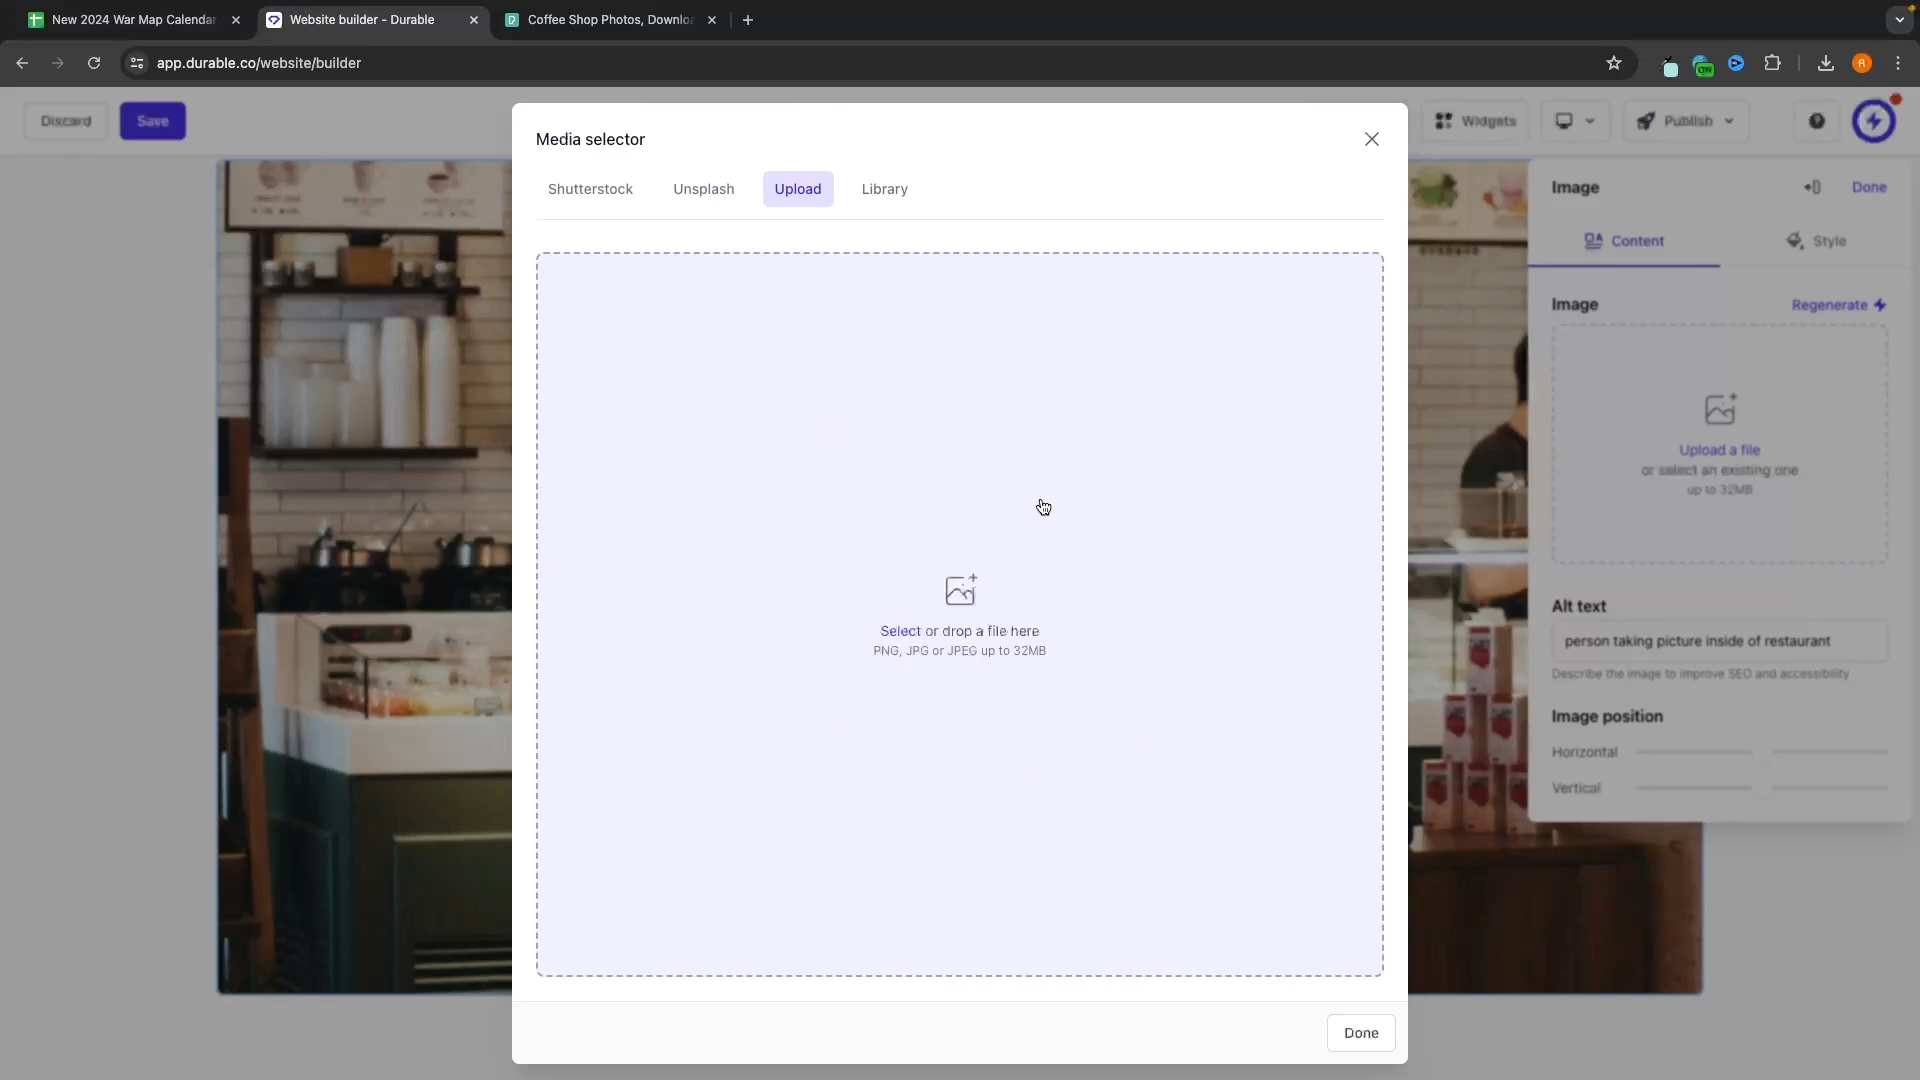 New 2024 War Map Calendar
Website builder - Durable
Coffee Shop Photos, Downlo
app.durable.co/website/builder
R
Discard
Save
Widgets
Publish
Media selector
Shutterstock
Unsplash
Upload
Library
Select or drop a file here
PNG, JPG or JPEG up to 32MB
Done
Image
Done
Content
Style
Image
Regenerate
Upload a file
or select an existing one
up to 32MB
Alt text
person taking picture inside of restaurant
Describe the image to improve SEO and accessibility
Image position
Horizontal
Vertical